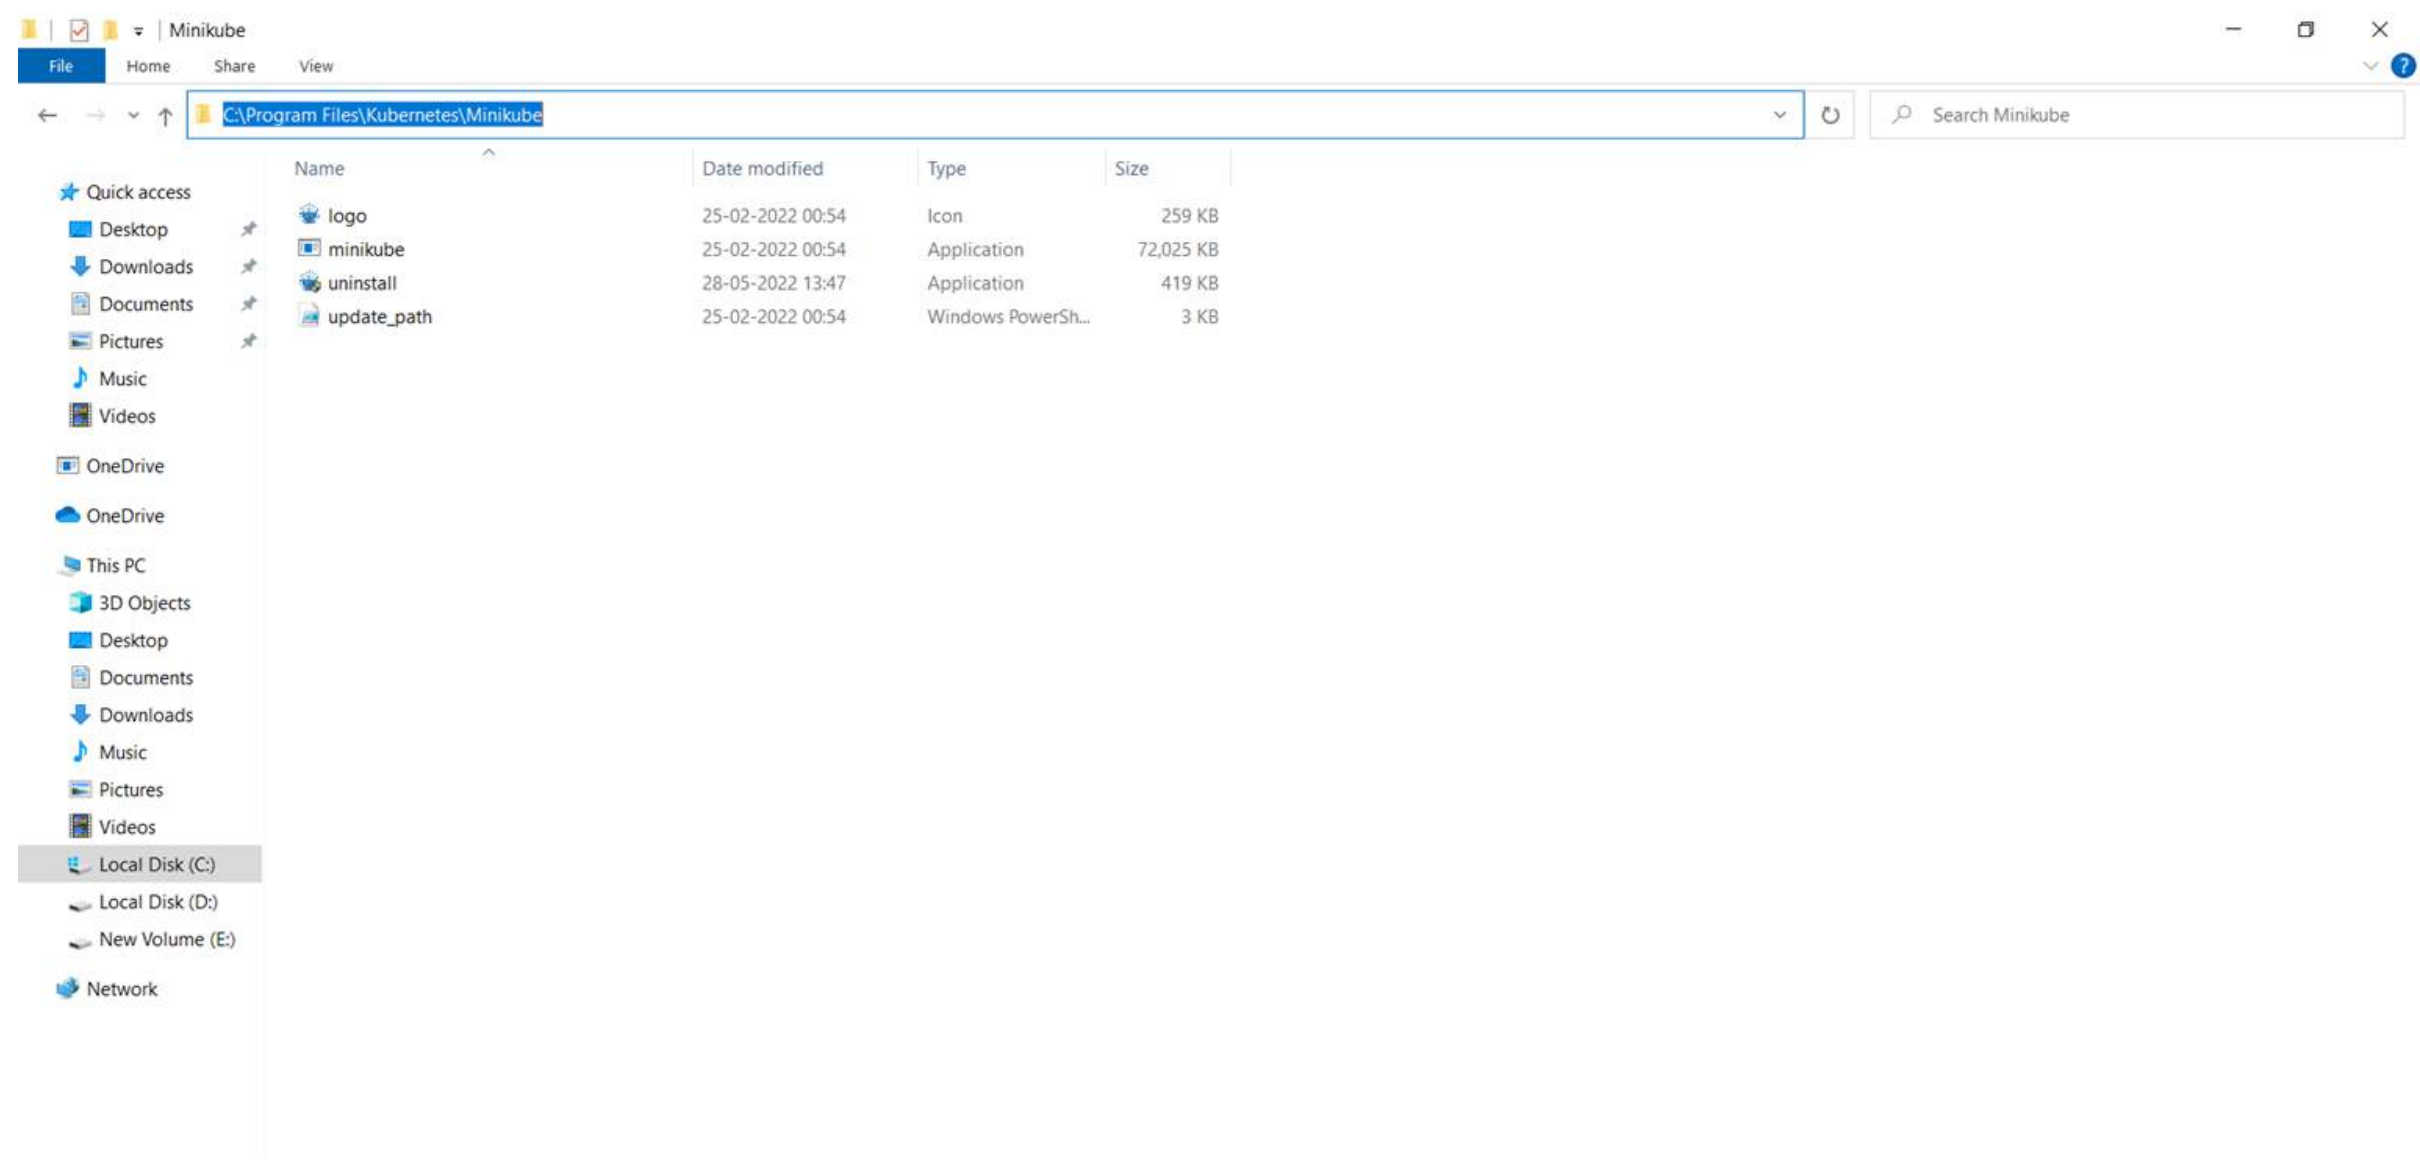 Minikube
File Home Share View
C:\Program Files\Kubernetes\Minikube
Search Minikube
Name Date modified Type Size
logo 25-02-2022 00:54 Icon 259 KB
minikube 25-02-2022 00:54 Application 72,025 KB
uninstall 28-05-2022 13:47 Application 419 KB
update_path 25-02-2022 00:54 Windows PowerSh... 3 KB
Quick access
Desktop
Downloads
Documents
Pictures
Music
Videos
OneDrive
OneDrive
This PC
3D Objects
Desktop
Documents
Downloads
Music
Pictures
Videos
Local Disk (C:)
Local Disk (D:)
New Volume (E:)
Network